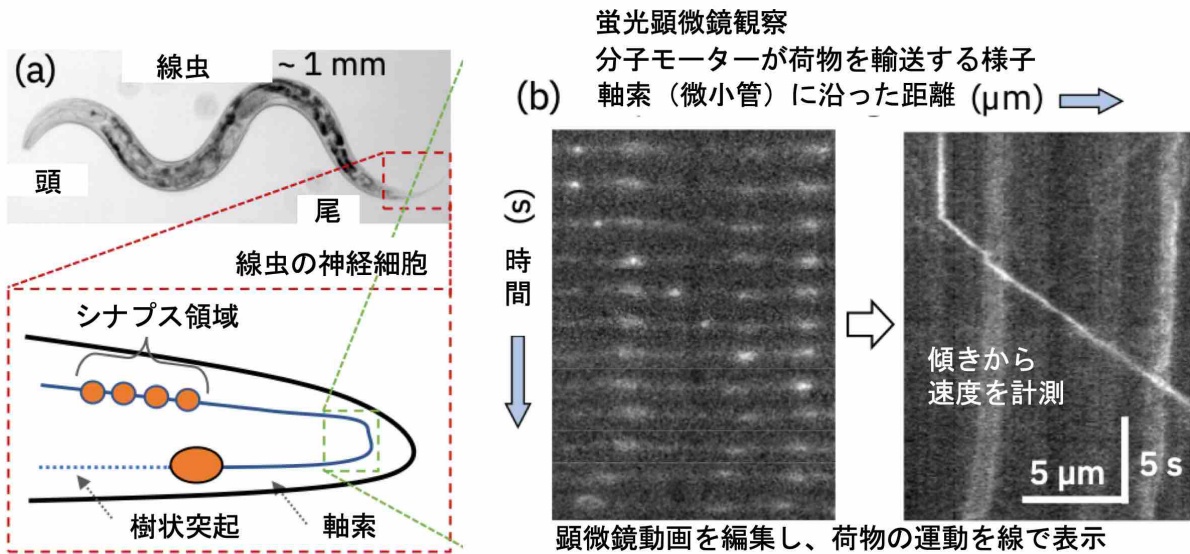 (a)
線虫
~ 1 mm
頭
尾
線虫の神経細胞
シナプス領域
樹状突起
軸索
蛍光顕微鏡観察
分子モーターが荷物を輸送する様子
(b)
軸索（微小管）に沿った距離 (μm)
時間 (s)
傾きから
速度を計測
5 μm
5 s
顕微鏡動画を編集し、荷物の運動を線で表示